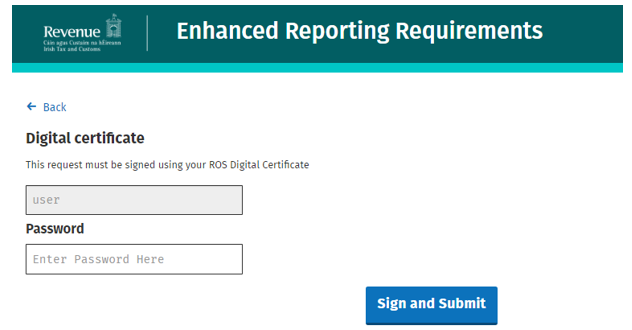 Revenue
Cáin agus Custaim na hÉireann
Irish Tax and Customs
Enhanced Reporting Requirements
← Back
Digital certificate
This request must be signed using your ROS Digital Certificate
user
Password
Enter Password Here
Sign and Submit